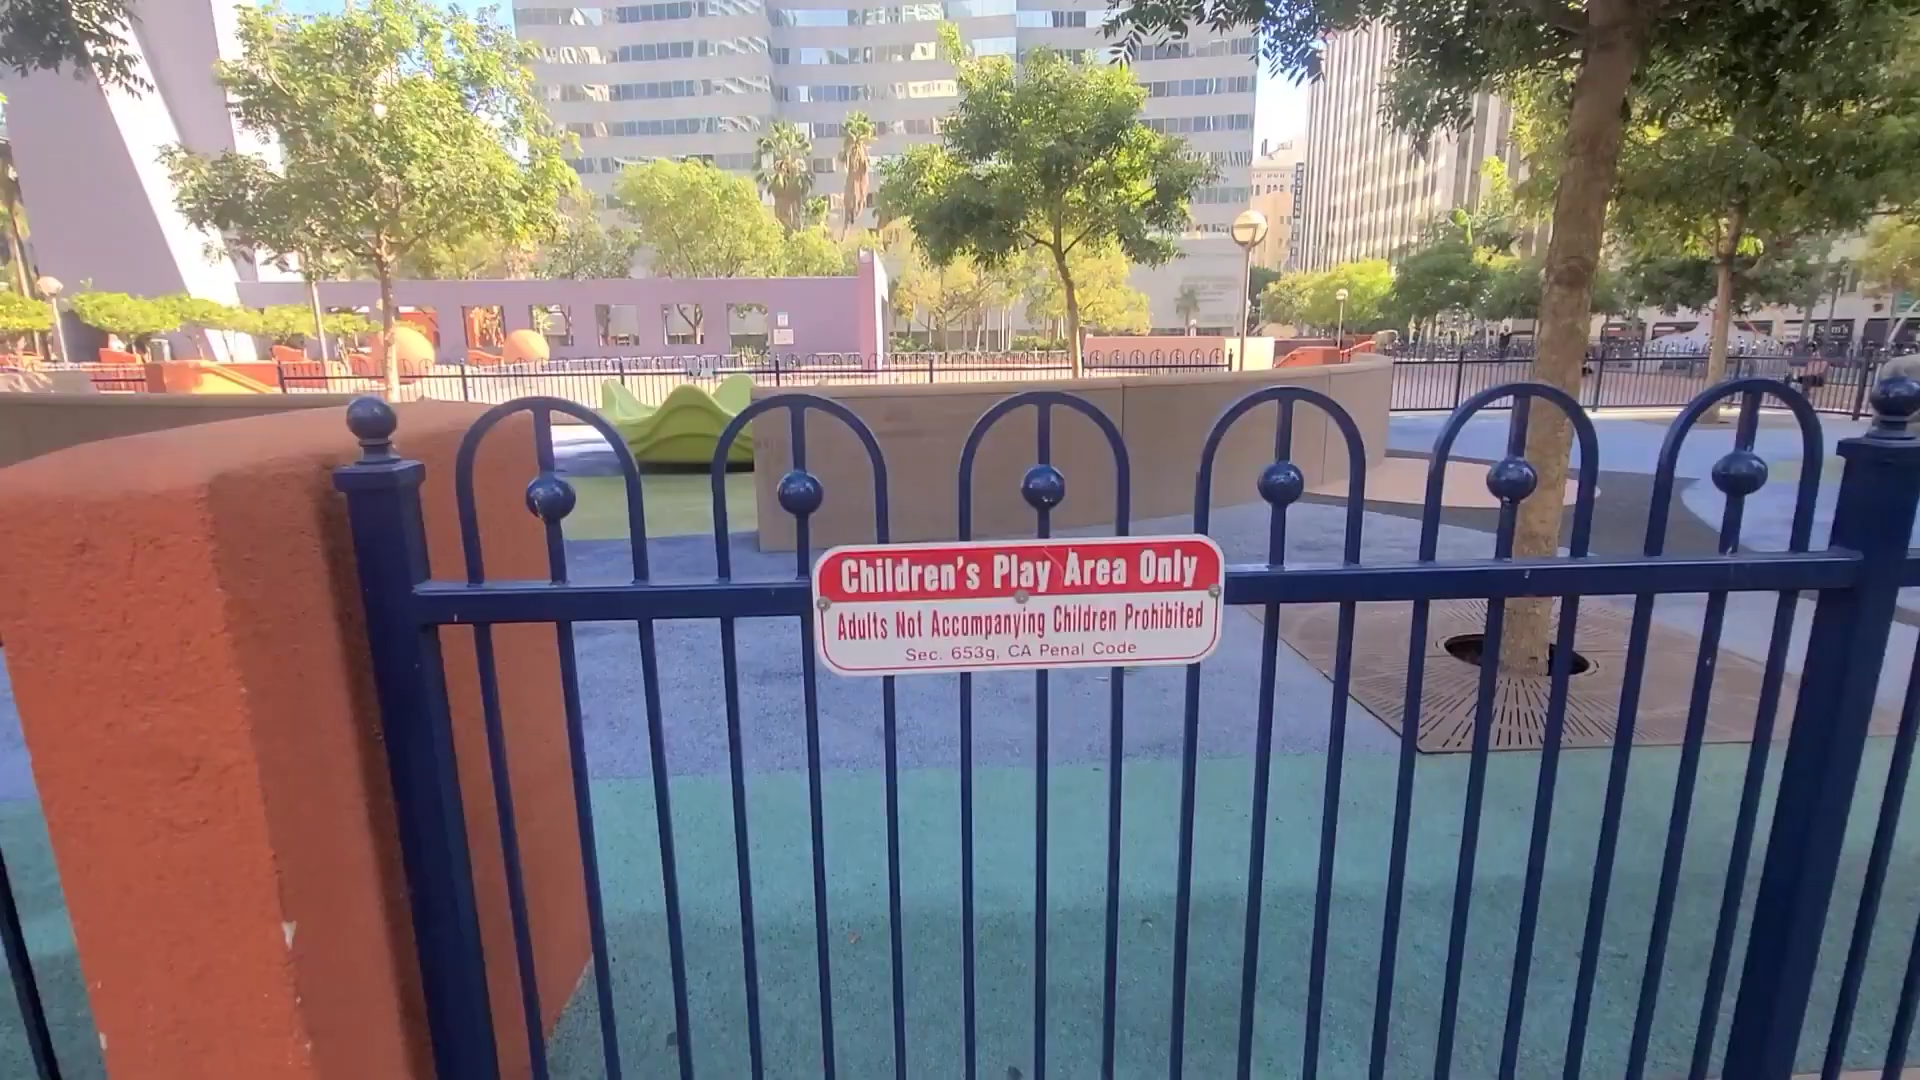 Children's Play Area Only
Adults Not Accompanying Children Prohibited
Sec. 653g, CA Penal Code